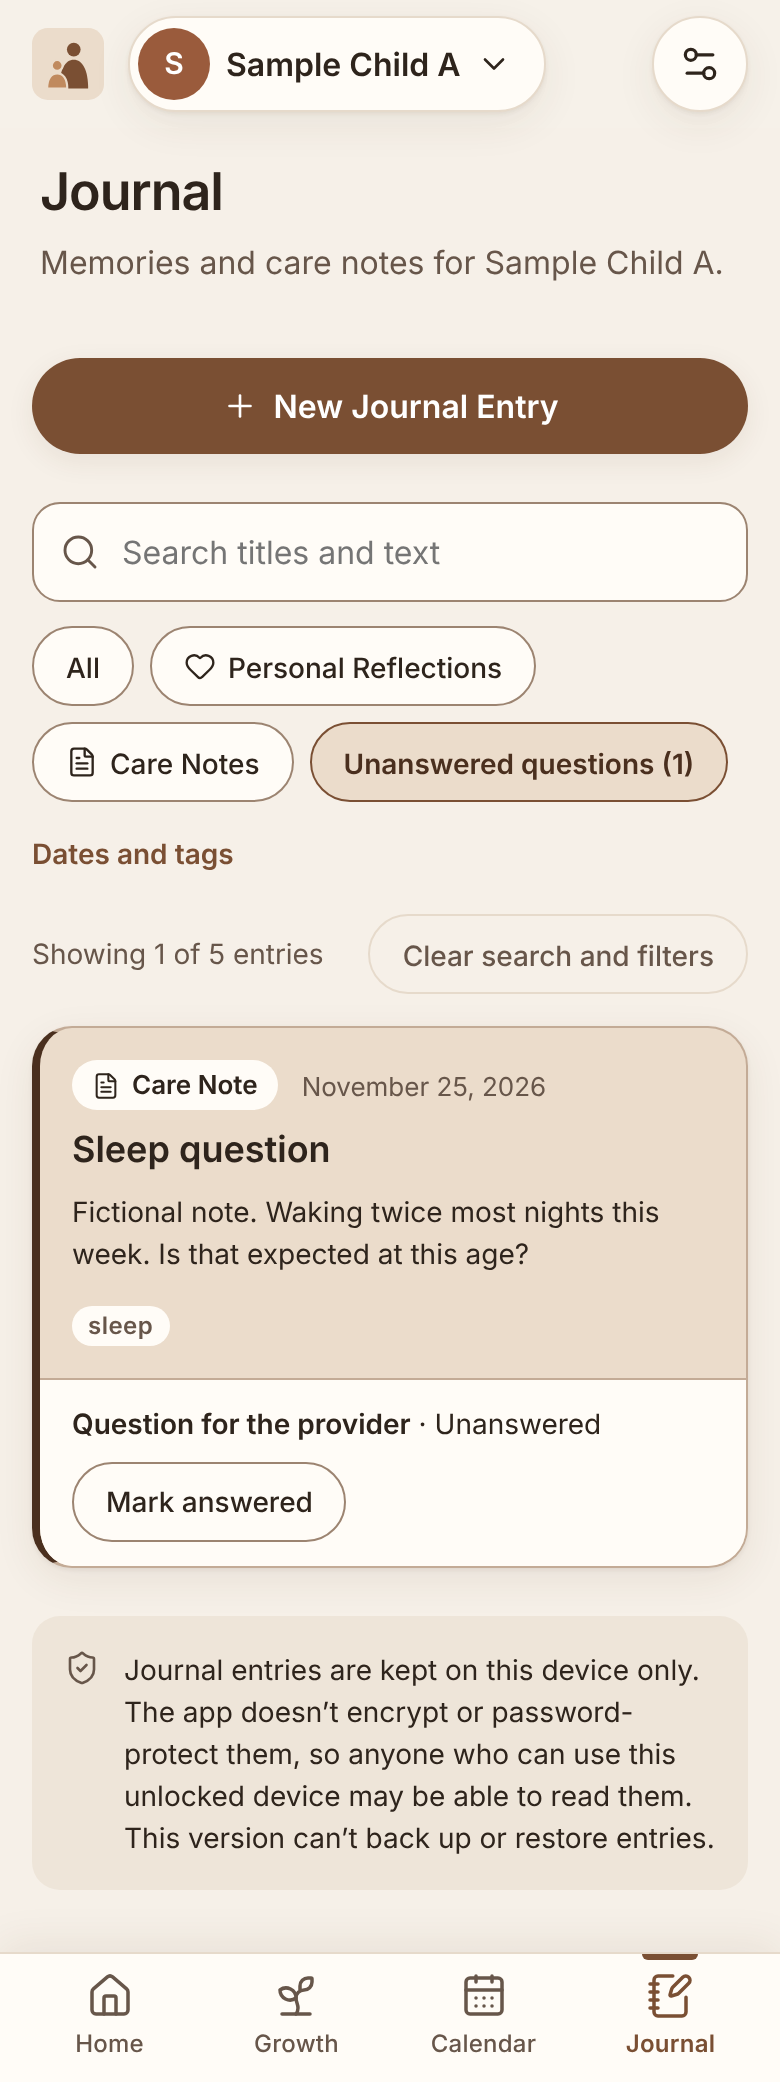 S
Sample Child A
Journal
Memories and care notes for Sample Child A.
New Journal Entry
Search titles and text
All
Personal Reflections
Care Notes
Unanswered questions (1)
Dates and tags
Showing 1 of 5 entries
Clear search and filters
Care Note
November 25, 2026
Sleep question
Fictional note. Waking twice most nights this
week. Is that expected at this age?
sleep
Question for the provider · Unanswered
Mark answered
Journal entries are kept on this device only.
The app doesn’t encrypt or password-
protect them, so anyone who can use this
unlocked device may be able to read them.
This version can’t back up or restore entries.
Home
Growth
Calendar
Journal